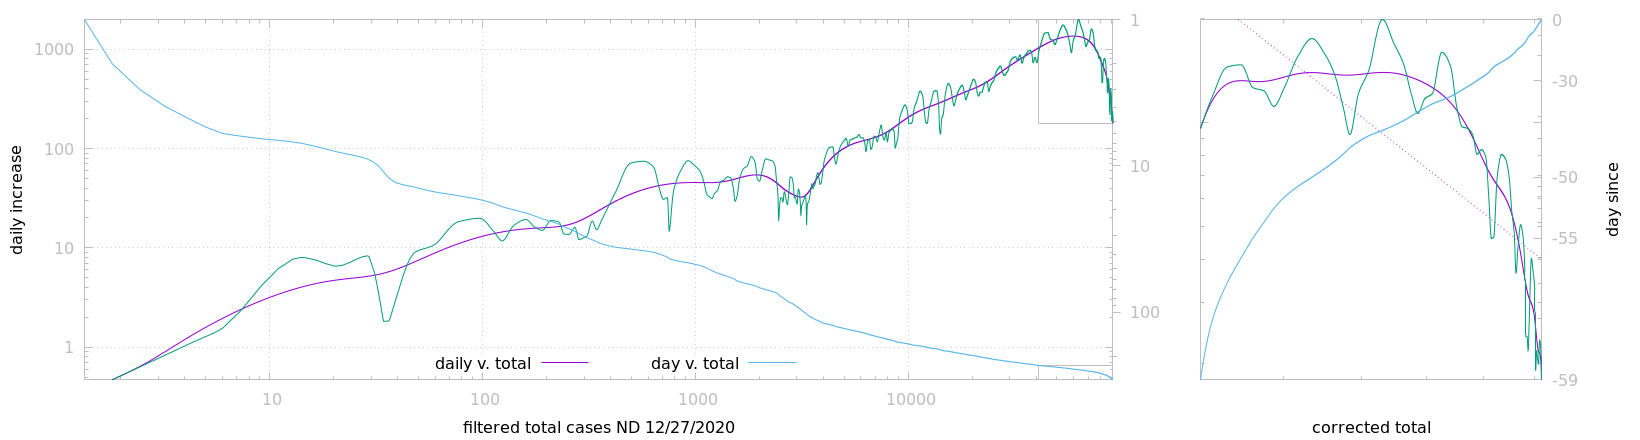 1000
100
10
1
daily increase
10
100
1000
10000
filtered total cases ND 12/27/2020
daily v. total
day v. total
1
10
100
0
-30
-50
-55
-59
day since
corrected total